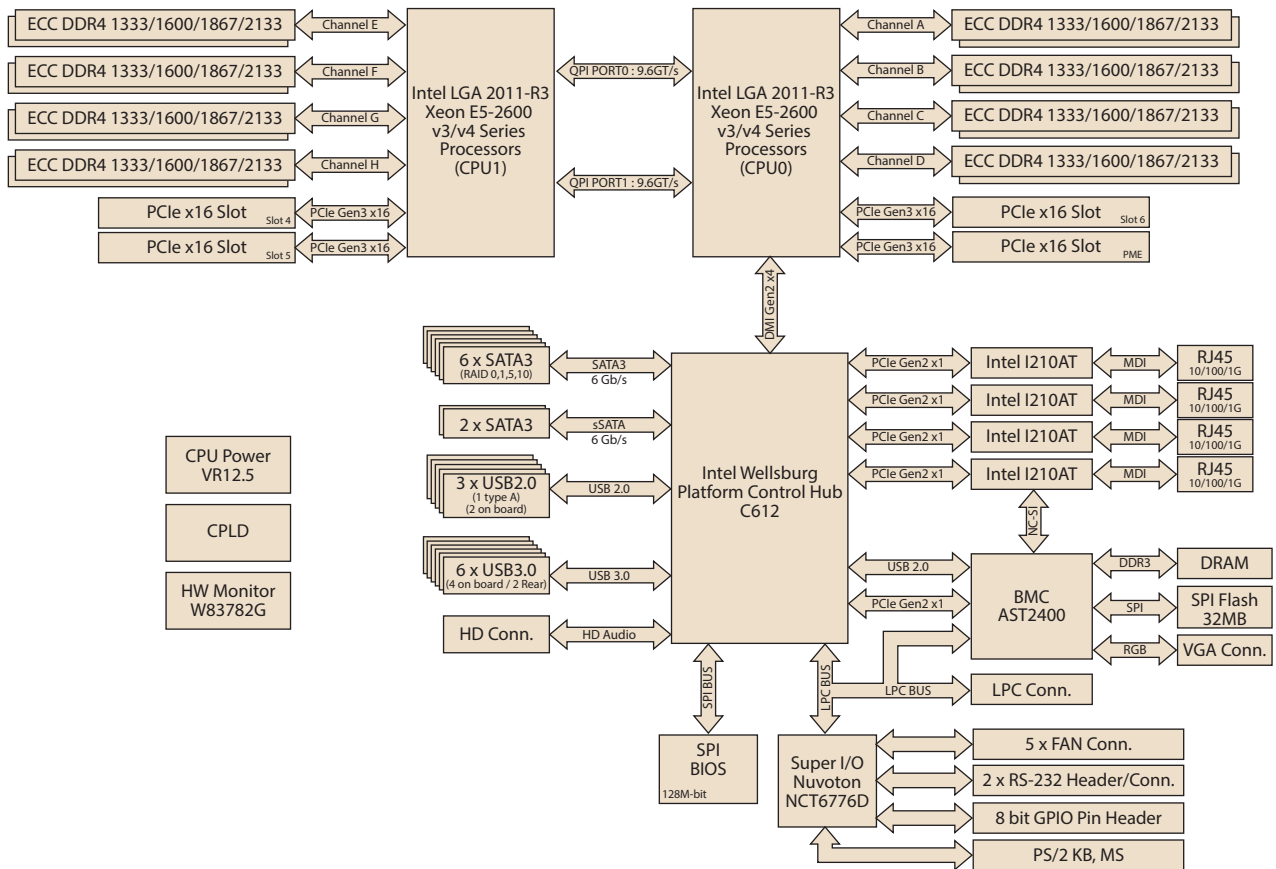 ECC DDR4 1333/1600/1867/2133
Channel E
ECC DDR4 1333/1600/1867/2133
Channel F
ECC DDR4 1333/1600/1867/2133
Channel G
ECC DDR4 1333/1600/1867/2133
Channel H
PCIe x16 Slot
Slot 4
PCIe Gen3 x16
PCIe x16 Slot
Slot 5
PCIe Gen3 x16
Intel LGA 2011-R3
Xeon E5-2600
v3/v4 Series
Processors
(CPU1)
QPI PORT0 : 9.6GT/s
QPI PORT1 : 9.6GT/s
Intel LGA 2011-R3
Xeon E5-2600
v3/v4 Series
Processors
(CPU0)
Channel A
ECC DDR4 1333/1600/1867/2133
Channel B
ECC DDR4 1333/1600/1867/2133
Channel C
ECC DDR4 1333/1600/1867/2133
Channel D
ECC DDR4 1333/1600/1867/2133
PCIe Gen3 x16
PCIe x16 Slot
Slot 6
PCIe Gen3 x16
PCIe x16 Slot
PME
DMI Gen2 x4
6 x SATA3
(RAID 0,1,5,10)
SATA3
6 Gb/s
2 x SATA3
sSATA
6 Gb/s
3 x USB2.0
(1 type A)
(2 on board)
USB 2.0
6 x USB3.0
(4 on board / 2 Rear)
USB 3.0
HD Conn.
HD Audio
CPU Power
VR12.5
CPLD
HW Monitor
W83782G
Intel Wellsburg
Platform Control Hub
C612
PCIe Gen2 x1
Intel I210AT
MDI
RJ45
10/100/1G
PCIe Gen2 x1
Intel I210AT
MDI
RJ45
10/100/1G
PCIe Gen2 x1
Intel I210AT
MDI
RJ45
10/100/1G
PCIe Gen2 x1
Intel I210AT
MDI
RJ45
10/100/1G
NC-SI
USB 2.0
PCIe Gen2 x1
BMC
AST2400
DDR3
DRAM
SPI
SPI Flash
32MB
RGB
VGA Conn.
SPI BUS
LPC BUS
LPC BUS
LPC Conn.
SPI
BIOS
128M-bit
Super I/O
Nuvoton
NCT6776D
5 x FAN Conn.
2 x RS-232 Header/Conn.
8 bit GPIO Pin Header
PS/2 KB, MS